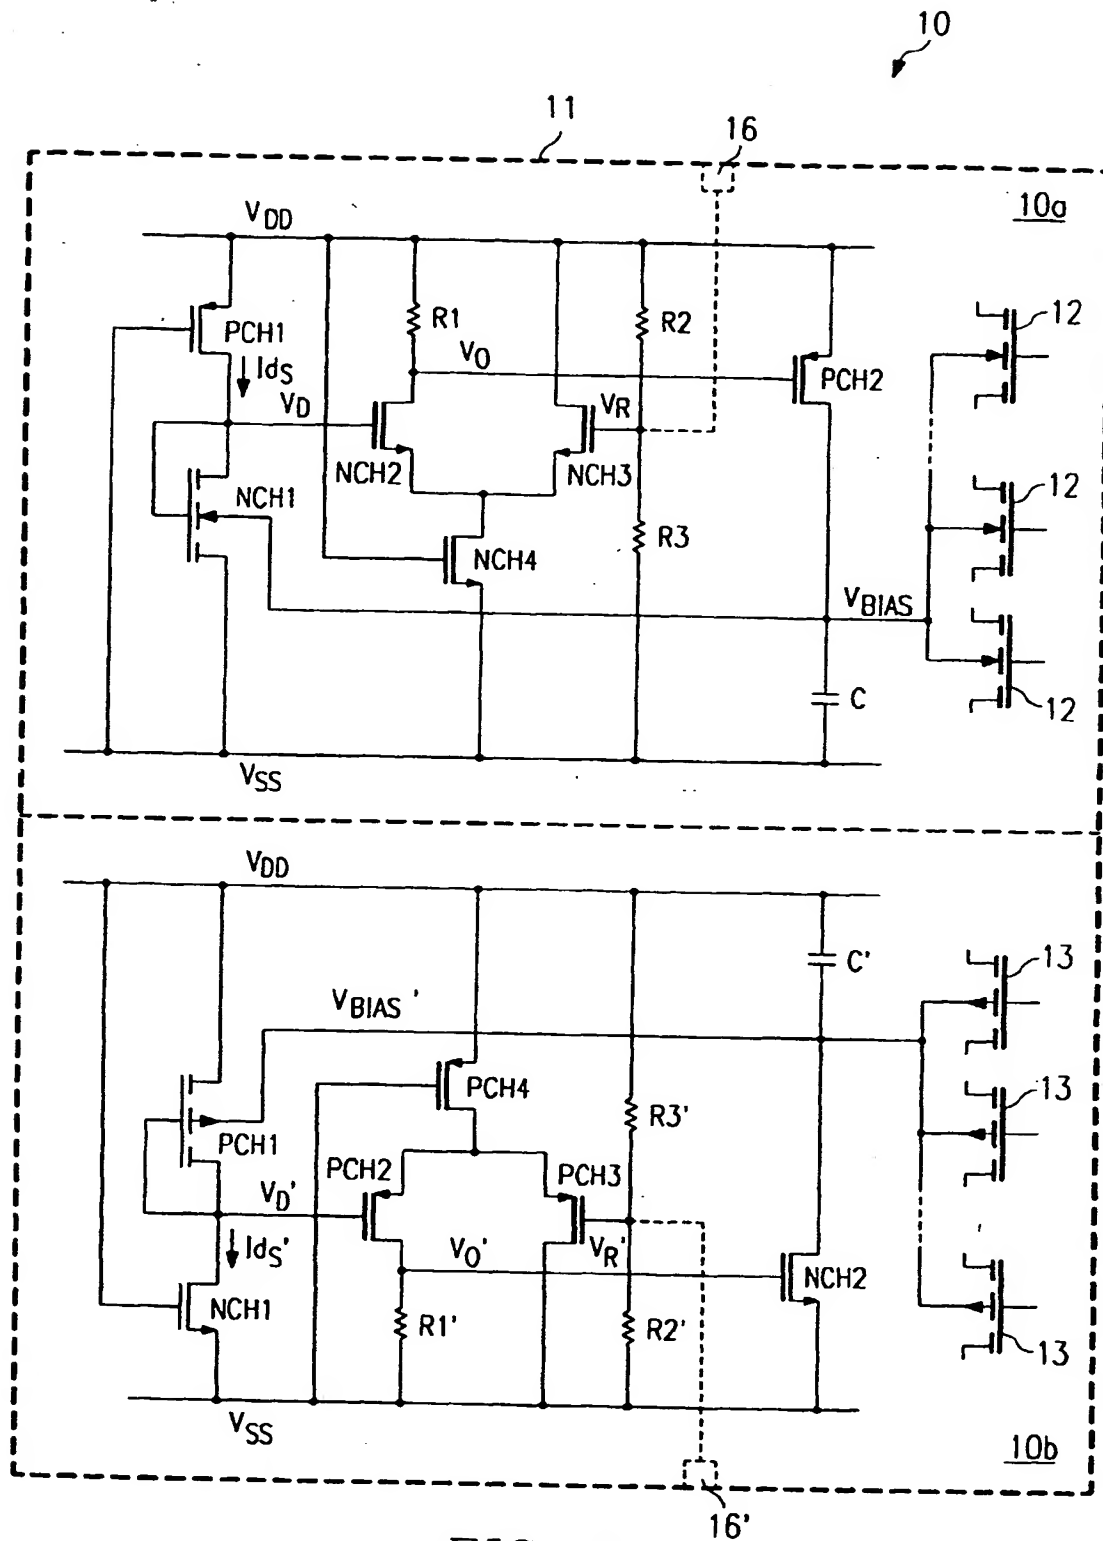 10
11
16
10a
VDD
PCH1
IdS
R1
R2
12
VO
PCH2
VD
VR
NCH2
NCH3
NCH1
12
R3
NCH4
VBIAS
C
12
VSS
VDD
13
C'
VBIAS'
PCH4
13
R3'
PCH1
PCH2
PCH3
VD'
IdS'
VO'
VR'
NCH2
NCH1
R1'
R2'
13
VSS
10b
16'